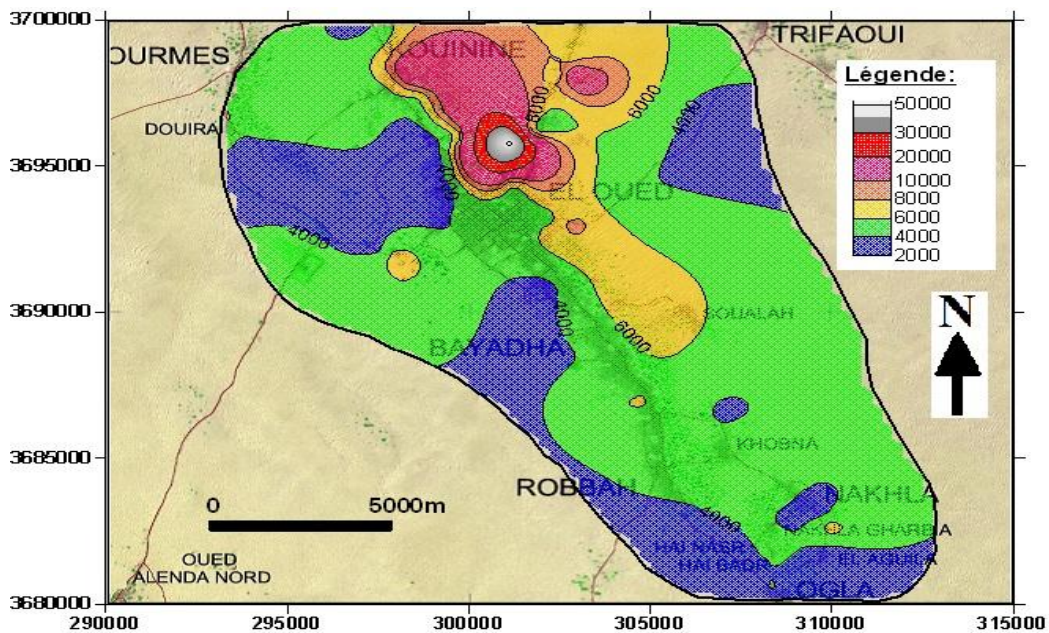 3700000
OURMES
KOUININE
TRIFAOUI
Légende:
50000
30000
20000
10000
6000
4000
2000
8000
6000
4000
DOUIRA
3695000
4000
EL OUED
4000
3690000
4000
6000
SOUALAH
BAYADHA
N
3685000
KHOBNA
ROBBAH
NAKHLA
0 5000m
4000
NAKHLA GHARBIA
HAI NASR
EL AGUILA
HAI BADR
OUED
ALENDA NORD
OGLA
3680000
290000 295000 300000 305000 310000 315000